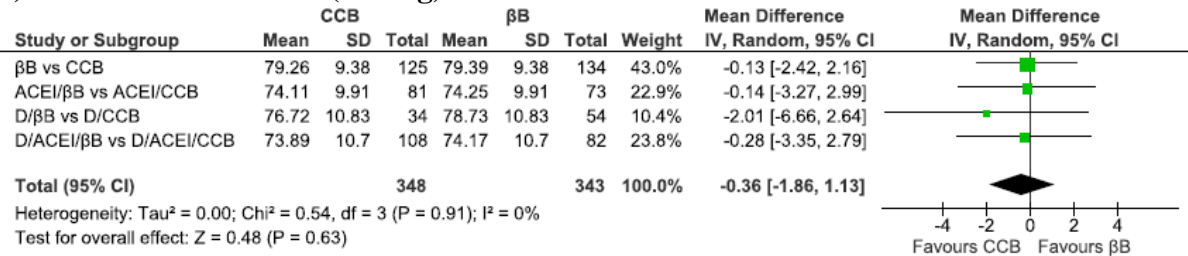 CCB βB Mean Difference Mean Difference
Study or Subgroup Mean SD Total Mean SD Total Weight IV, Random, 95% CI IV, Random, 95% CI
βB vs CCB 79.26 9.38 125 79.39 9.38 134 43.0% -0.13 [-2.42, 2.16]
ACEI/βB vs ACEI/CCB 74.11 9.91 81 74.25 9.91 73 22.9% -0.14 [-3.27, 2.99]
D/βB vs D/CCB 76.72 10.83 34 78.73 10.83 54 10.4% -2.01 [-6.66, 2.64]
D/ACEI/βB vs D/ACEI/CCB 73.89 10.7 108 74.17 10.7 82 23.8% -0.28 [-3.35, 2.79]
Total (95% CI) 348 343 100.0% -0.36 [-1.86, 1.13]
Heterogeneity: Tau² = 0.00; Chi² = 0.54, df = 3 (P = 0.91); I² = 0%
Test for overall effect: Z = 0.48 (P = 0.63)
-4 -2 0 2 4
Favours CCB Favours βB